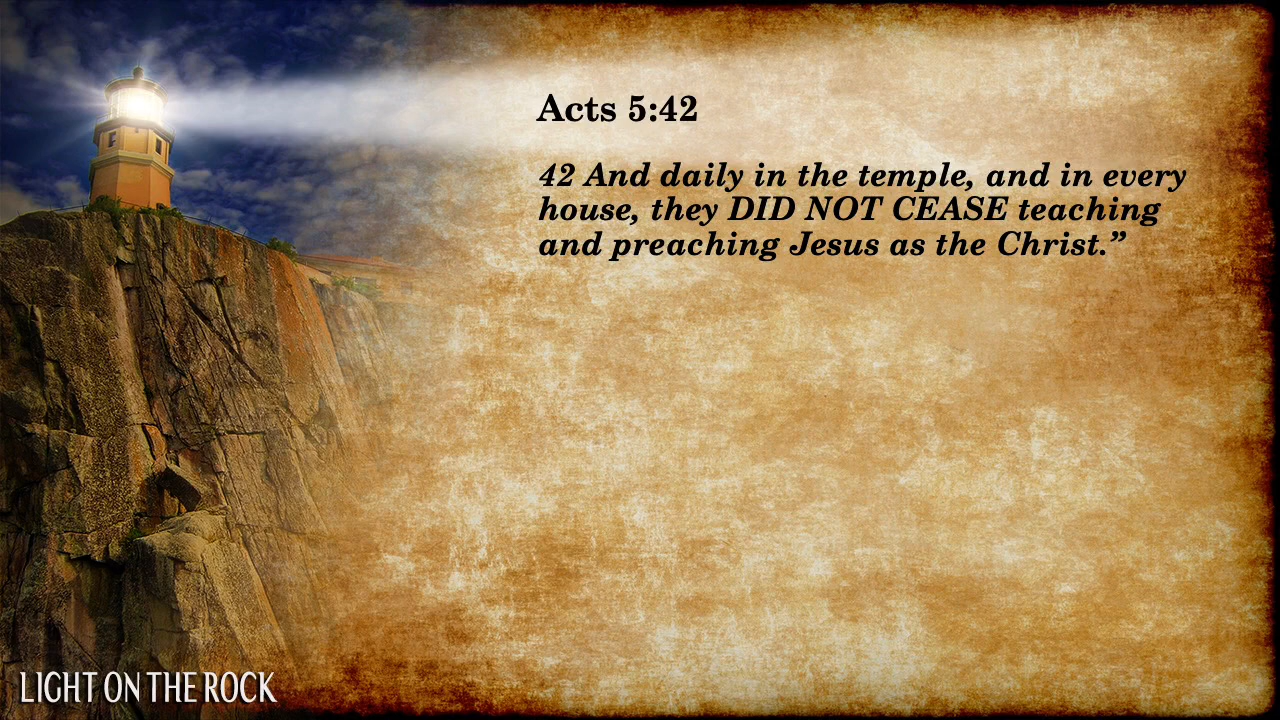 Acts 5:42
42 And daily in the temple, and in every
house, they DID NOT CEASE teaching
and preaching Jesus as the Christ.”
LIGHT ON THE ROCK